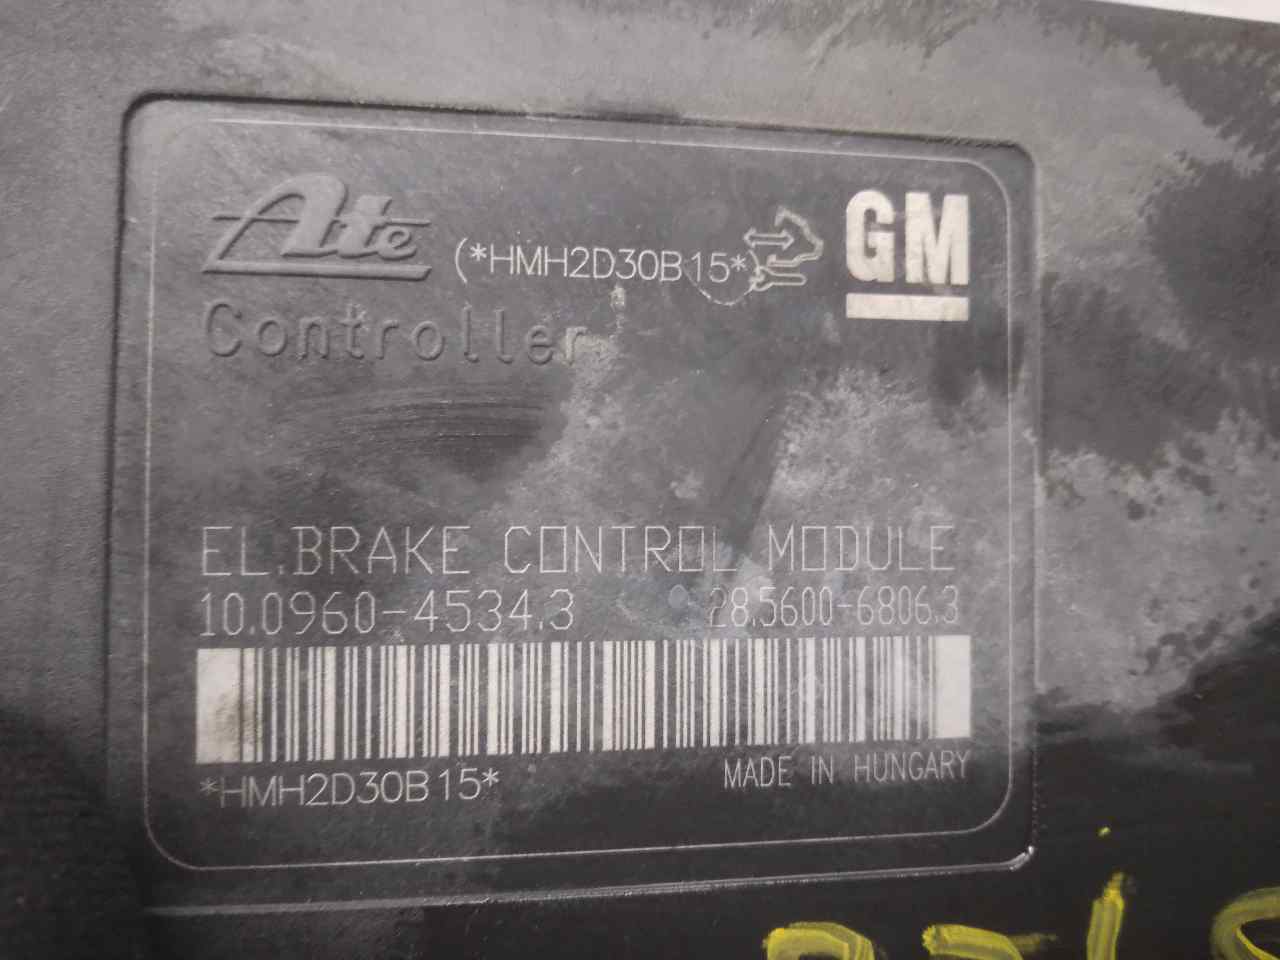 Ate (*HMH2D30B15*) GM
Controller
EL.BRAKE CONTROL MODULE
10.0960-4534.3 28.5600-6806.3
*HMH2D30B15*
MADE IN HUNGARY